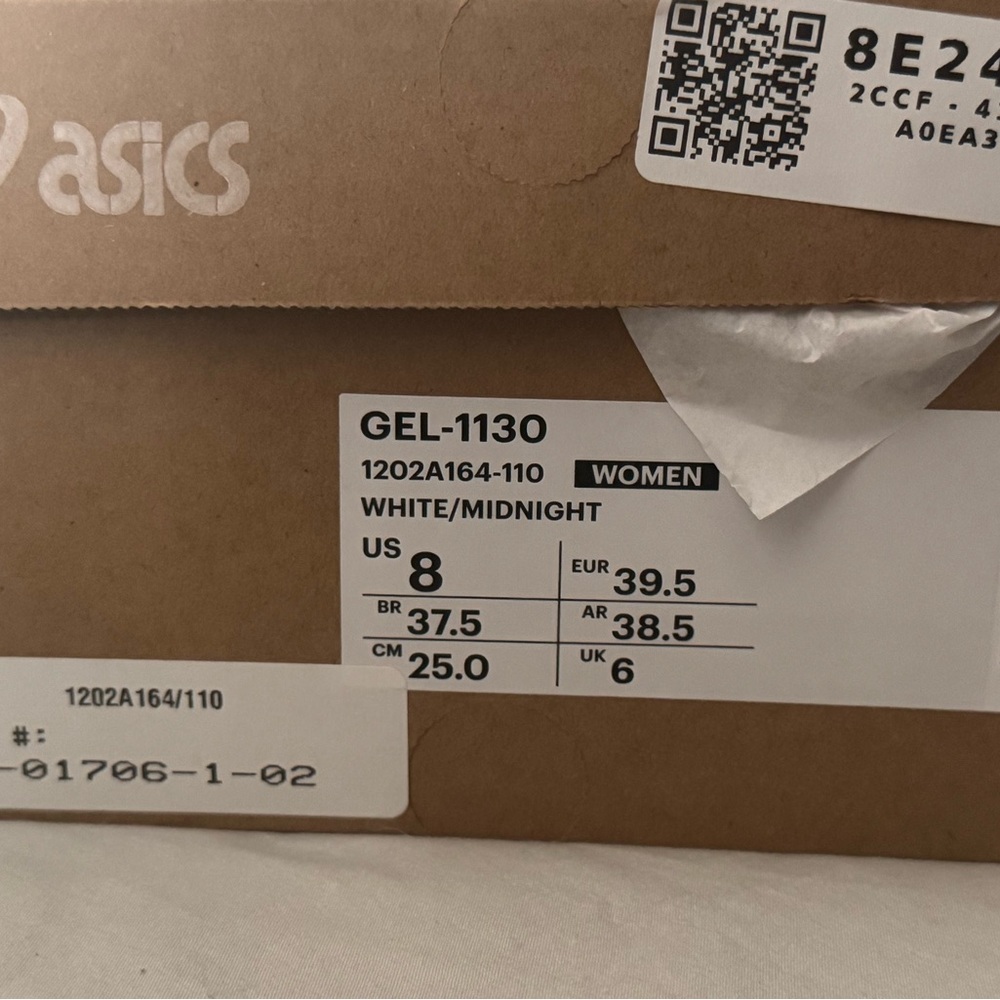 asics
8E24
2CCF - 4
A0EA3
GEL-1130
1202A164-110 WOMEN
WHITE/MIDNIGHT
US 8 EUR 39.5
BR 37.5 AR 38.5
CM 25.0 UK 6
1202A164/110
#:
-01706-1-02